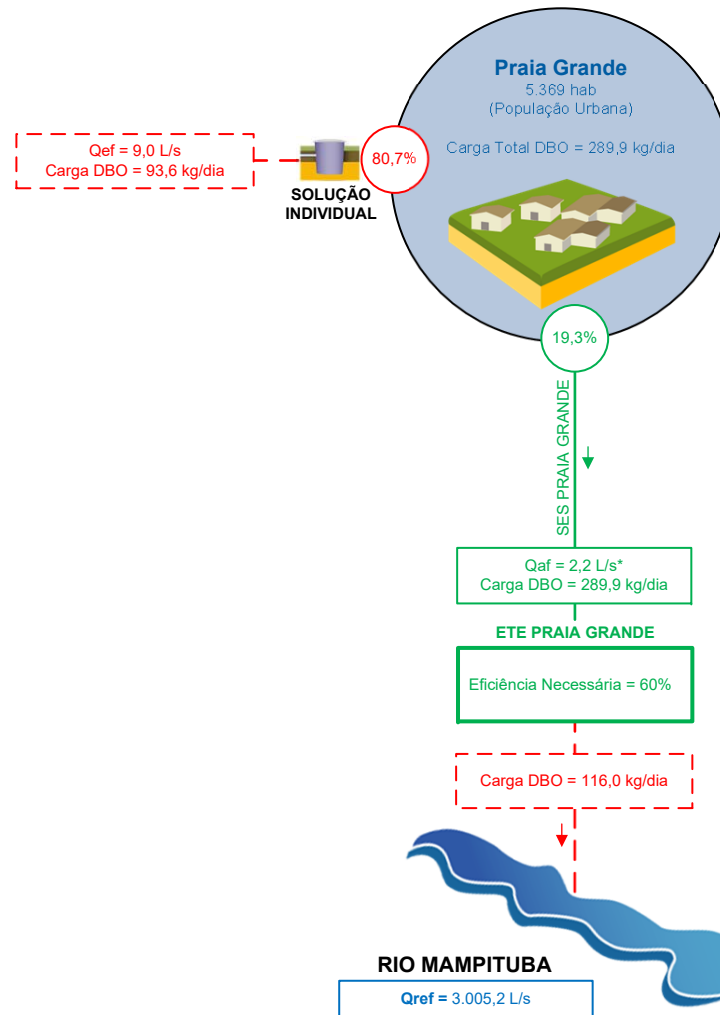 Praia Grande
5.369 hab
(População Urbana)
Carga Total DBO = 289,9 kg/dia
Qef = 9,0 L/s
Carga DBO = 93,6 kg/dia
80,7%
SOLUÇÃO
INDIVIDUAL
19,3%
SES PRAIA GRANDE
Qaf = 2,2 L/s*
Carga DBO = 289,9 kg/dia
ETE PRAIA GRANDE
Eficiência Necessária = 60%
Carga DBO = 116,0 kg/dia
RIO MAMPITUBA
Qref = 3.005,2 L/s